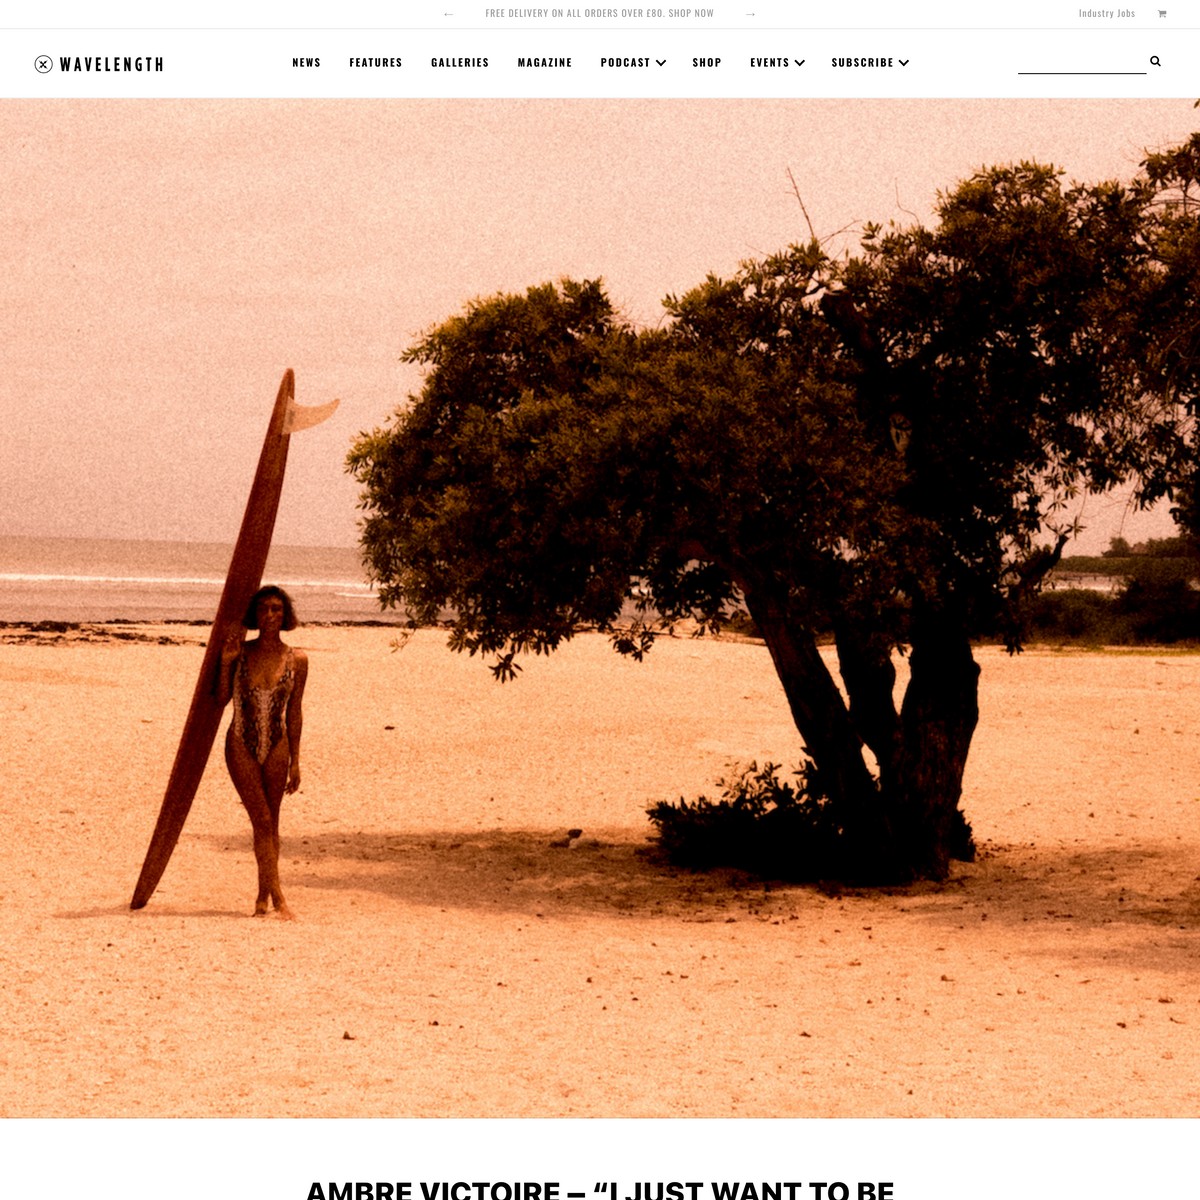 ← FREE DELIVERY ON ALL ORDERS OVER £80. SHOP NOW → Industry Jobs
WAVELENGTH NEWS FEATURES GALLERIES MAGAZINE PODCAST SHOP EVENTS SUBSCRIBE
AMBRE VICTOIRE – “I JUST WANT TO BE